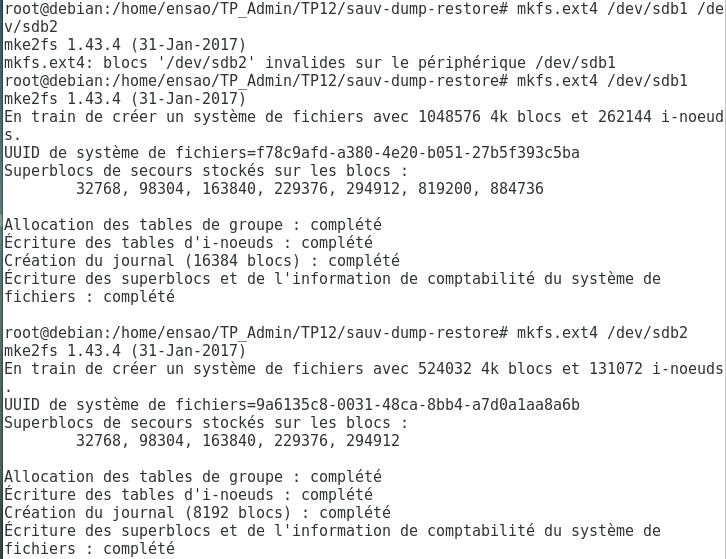 root@debian:/home/ensao/TP_Admin/TP12/sauv-dump-restore# mkfs.ext4 /dev/sdb1 /de
v/sdb2
mke2fs 1.43.4 (31-Jan-2017)
mkfs.ext4: blocs '/dev/sdb2' invalides sur le périphérique /dev/sdb1
root@debian:/home/ensao/TP_Admin/TP12/sauv-dump-restore# mkfs.ext4 /dev/sdb1
mke2fs 1.43.4 (31-Jan-2017)
En train de créer un système de fichiers avec 1048576 4k blocs et 262144 i-noeud
s.
UUID de système de fichiers=f78c9afd-a380-4e20-b051-27b5f393c5ba
Superblocs de secours stockés sur les blocs :
        32768, 98304, 163840, 229376, 294912, 819200, 884736

Allocation des tables de groupe : complété
Écriture des tables d'i-noeuds : complété
Création du journal (16384 blocs) : complété
Écriture des superblocs et de l'information de comptabilité du système de
fichiers : complété

root@debian:/home/ensao/TP_Admin/TP12/sauv-dump-restore# mkfs.ext4 /dev/sdb2
mke2fs 1.43.4 (31-Jan-2017)
En train de créer un système de fichiers avec 524032 4k blocs et 131072 i-noeuds
.
UUID de système de fichiers=9a6135c8-0031-48ca-8bb4-a7d0a1aa8a6b
Superblocs de secours stockés sur les blocs :
        32768, 98304, 163840, 229376, 294912

Allocation des tables de groupe : complété
Écriture des tables d'i-noeuds : complété
Création du journal (8192 blocs) : complété
Écriture des superblocs et de l'information de comptabilité du système de
fichiers : complété